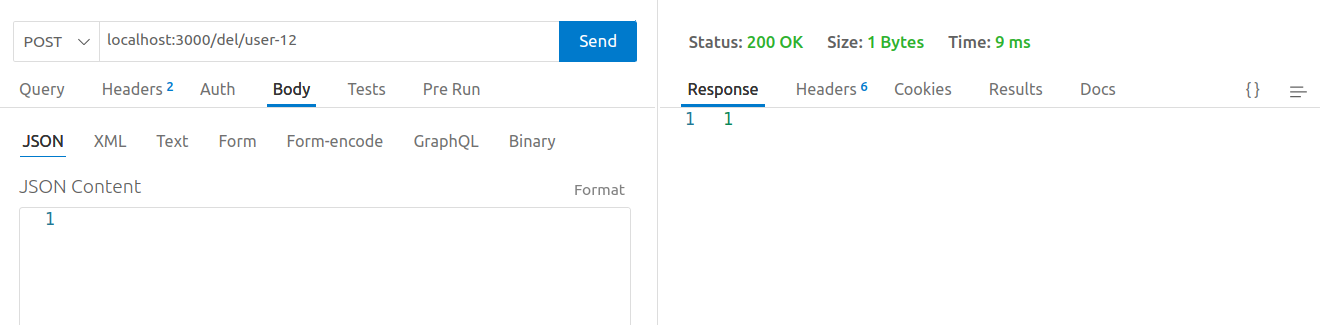 POST localhost:3000/del/user-12 Send
Query Headers 2 Auth Body Tests Pre Run
JSON XML Text Form Form-encode GraphQL Binary
JSON Content Format
1
Status: 200 OK Size: 1 Bytes Time: 9 ms
Response Headers 6 Cookies Results Docs {}
1 1